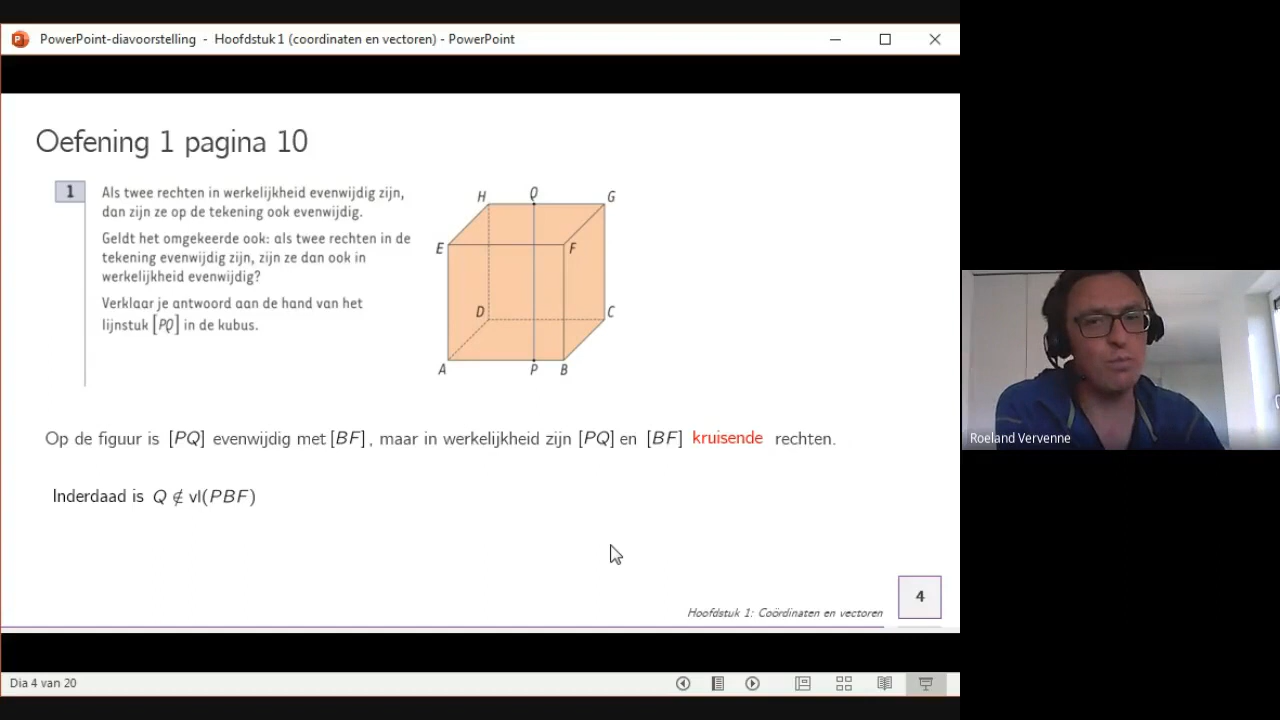 PowerPoint-diavoorstelling - Hoofdstuk 1 (coordinaten en vectoren) - PowerPoint
Oefening 1 pagina 10
1
Als twee rechten in werkelijkheid evenwijdig zijn,
dan zijn ze op de tekening ook evenwijdig.
Geldt het omgekeerde ook: als twee rechten in de
tekening evenwijdig zijn, zijn ze dan ook in
werkelijkheid evenwijdig?
Verklaar je antwoord aan de hand van het
lijnstuk [PQ] in de kubus.
H Q G
E F
D C
A P B
Op de figuur is [PQ] evenwijdig met [BF], maar in werkelijkheid zijn [PQ] en [BF] kruisende rechten.
Inderdaad is Q ∉ vl(PBF)
Roeland Vervenne
4
Hoofdstuk 1: Coördinaten en vectoren
Dia 4 van 20